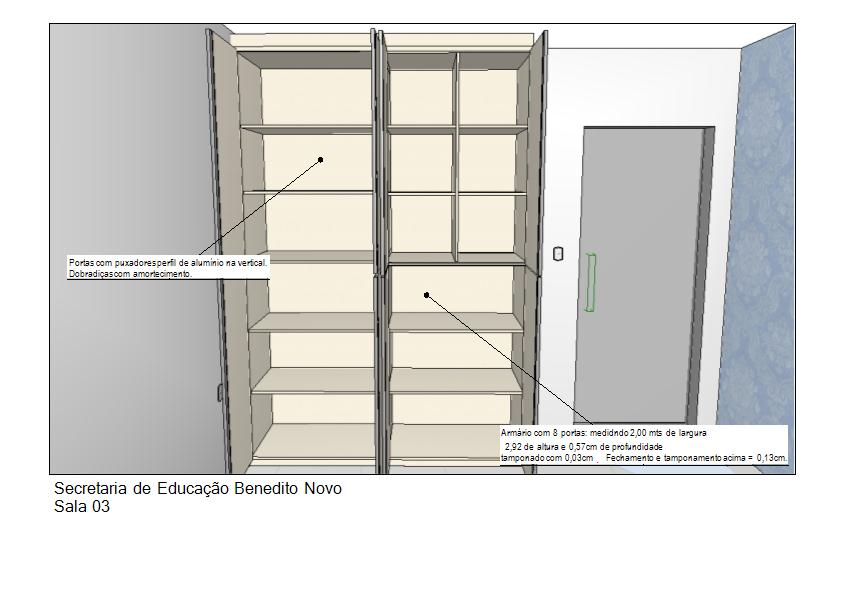 Portas com puxadores perfil de alumínio na vertical.
Dobradiças com amortecimento.
Armário com 8 portas: medidndo 2,00 mts de largura
2,92 de altura e 0,57cm de profundidade
tamponado com 0,03cm . Fechamento e tamponamento acima = 0,13cm.
Secretaria de Educação Benedito Novo
Sala 03